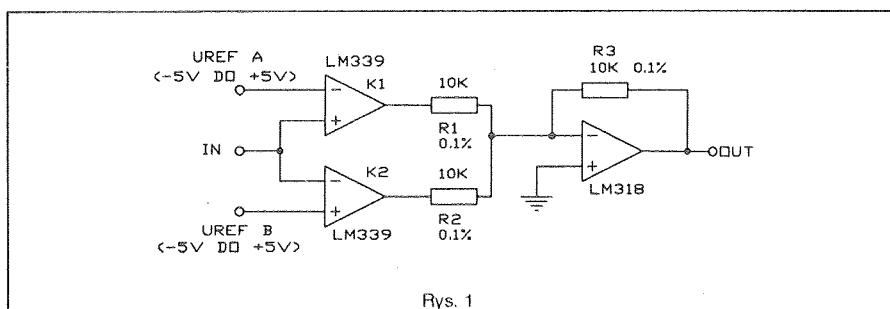 UREF A
(-5V DO +5V)
LM339
K1
10K
R1
0.1%
R3
10K 0.1%
IN
K2
10K
OUT
LM318
UREF B
(-5V DO +5V)
LM339
R2
0.1%
Rys. 1